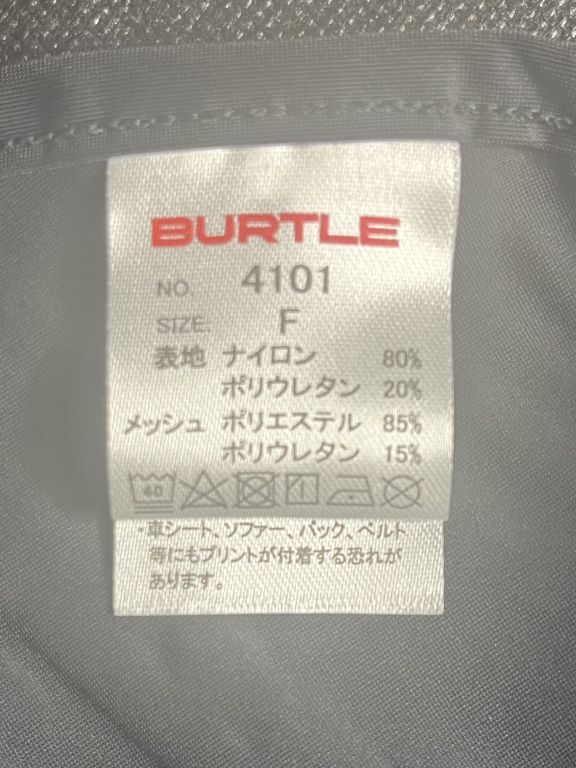 BURTLE
NO. 4101
SIZE: F
表地 ナイロン 80%
ポリウレタン 20%
メッシュ ポリエステル 85%
ポリウレタン 15%
40
・車シート、ソファー、バック、ベルト
等にもプリントが付着する恐れが
あります。